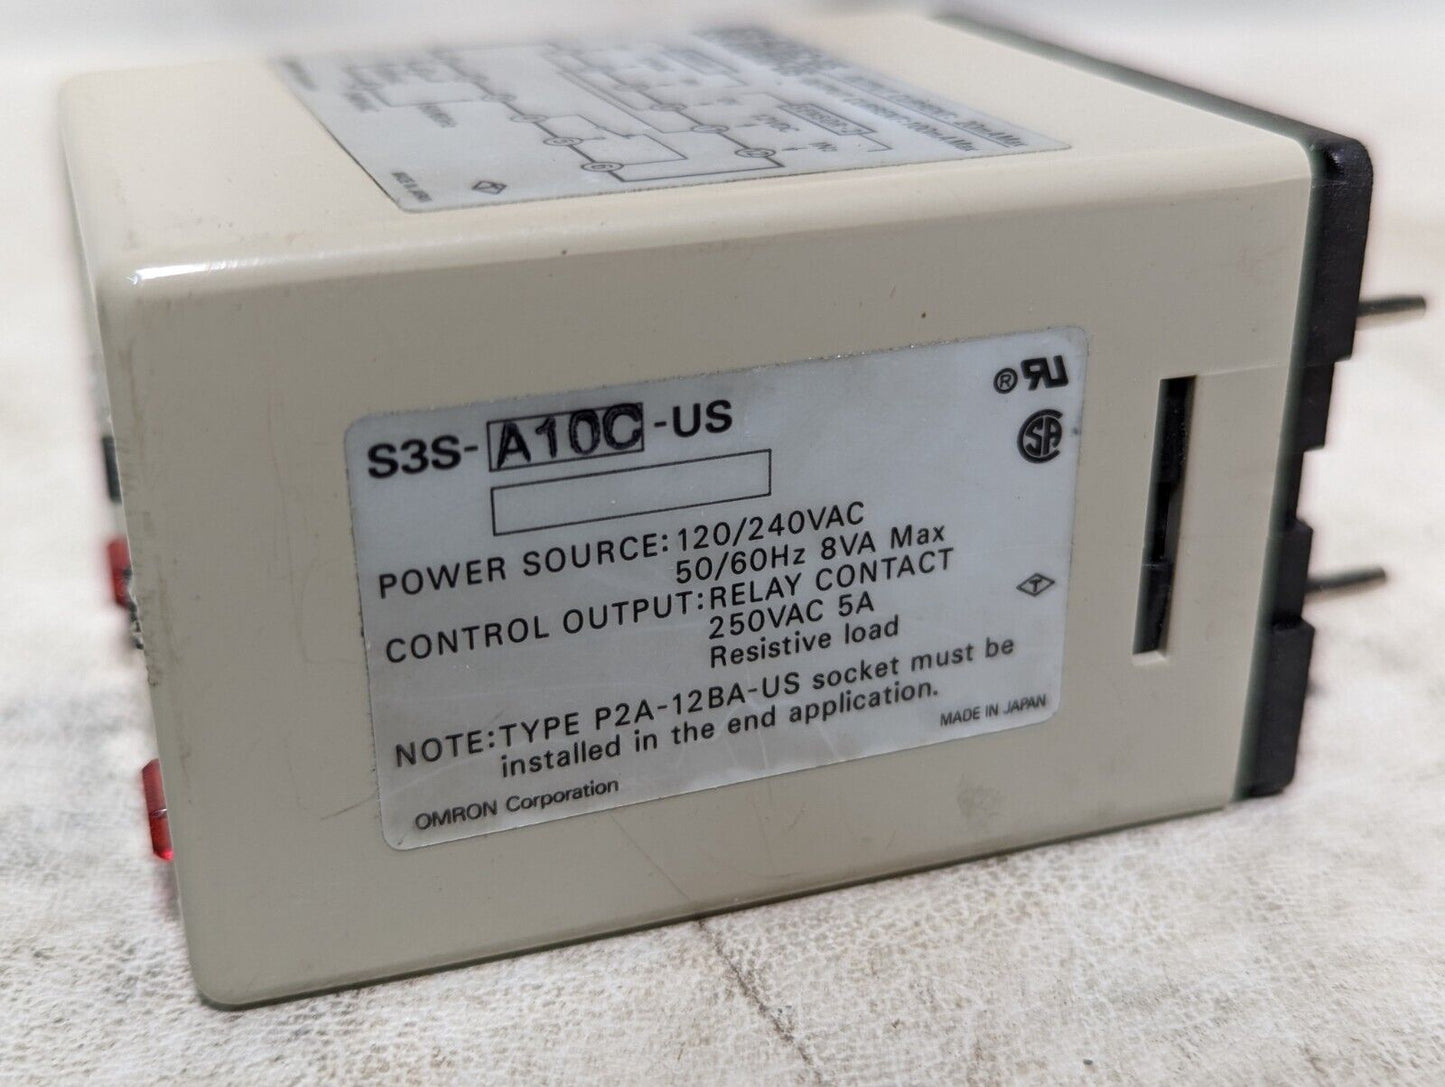 S3S-A10C-US
POWER SOURCE: 120/240VAC
50/60Hz 8VA Max
CONTROL OUTPUT: RELAY CONTACT
250VAC 5A
Resistive load
NOTE: TYPE P2A-12BA-US socket must be
installed in the end application.
OMRON Corporation
MADE IN JAPAN